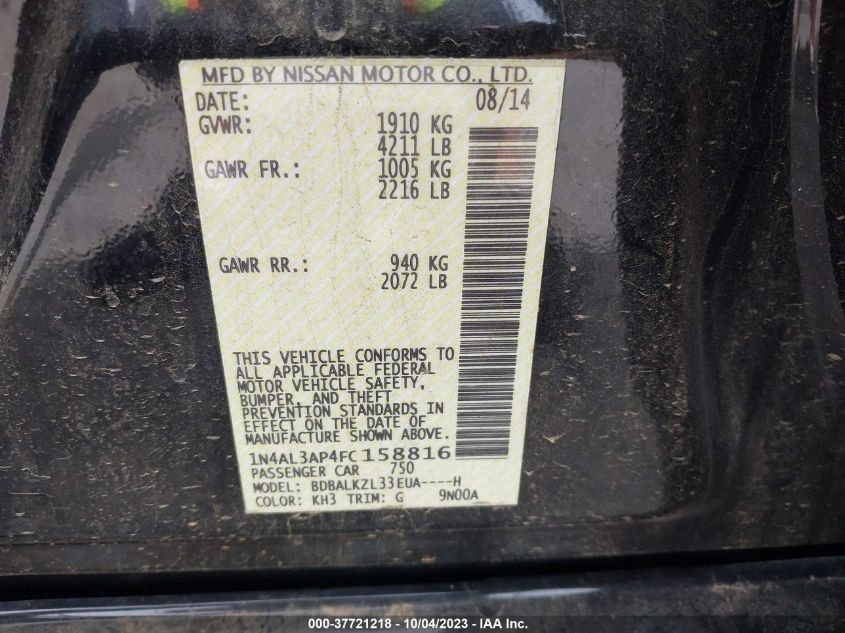 MFD BY NISSAN MOTOR CO., LTD.
DATE: 08/14
GVWR: 1910 KG
4211 LB
GAWR FR.: 1005 KG
2216 LB
GAWR RR.: 940 KG
2072 LB
THIS VEHICLE CONFORMS TO
ALL APPLICABLE FEDERAL
MOTOR VEHICLE SAFETY,
BUMPER, AND THEFT
PREVENTION STANDARDS IN
EFFECT ON THE DATE OF
MANUFACTURE SHOWN ABOVE.
1N4AL3AP4FC158816
PASSENGER CAR 750
MODEL: BDBALKZL33EUA----H
COLOR: KH3 TRIM: G 9N00A
000-37721218 - 10/04/2023 - IAA Inc.